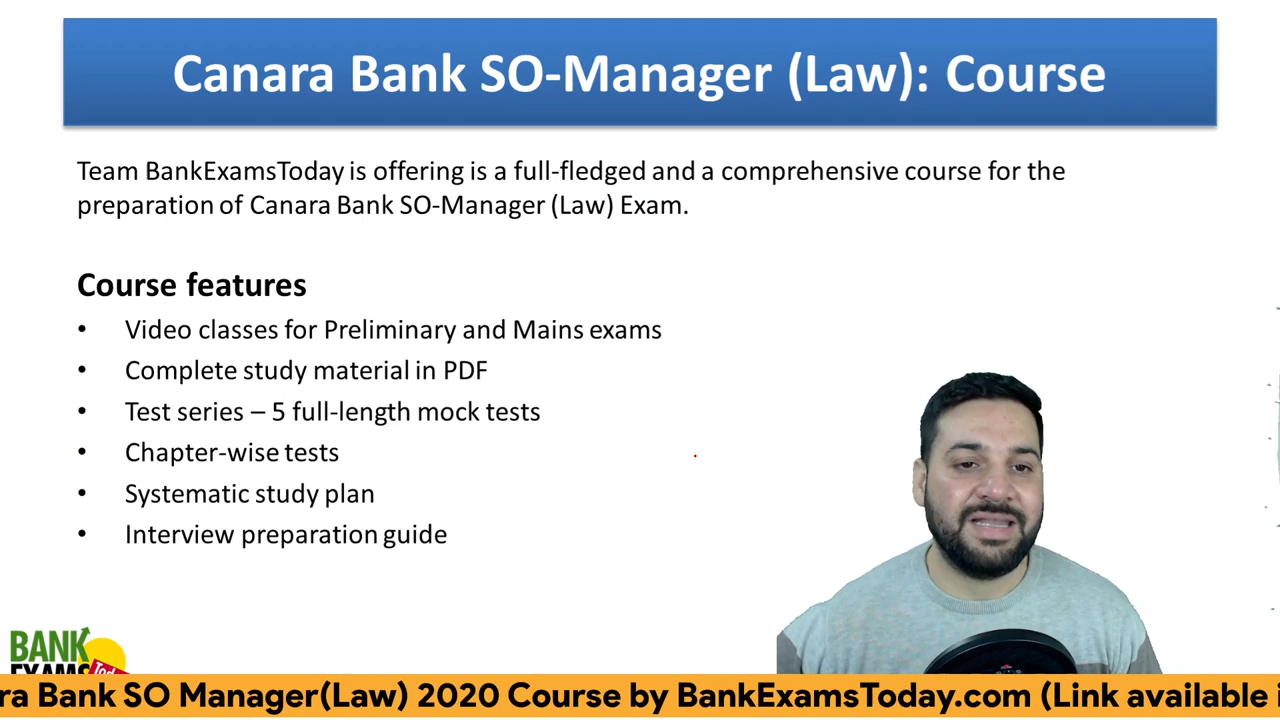 Canara Bank SO-Manager (Law): Course
Team BankExamsToday is offering is a full-fledged and a comprehensive course for the
preparation of Canara Bank SO-Manager (Law) Exam.
Course features
• Video classes for Preliminary and Mains exams
• Complete study material in PDF
• Test series – 5 full-length mock tests
• Chapter-wise tests
• Systematic study plan
• Interview preparation guide
BANK
EXAMS Today
ra Bank SO Manager(Law) 2020 Course by BankExamsToday.com (Link available i